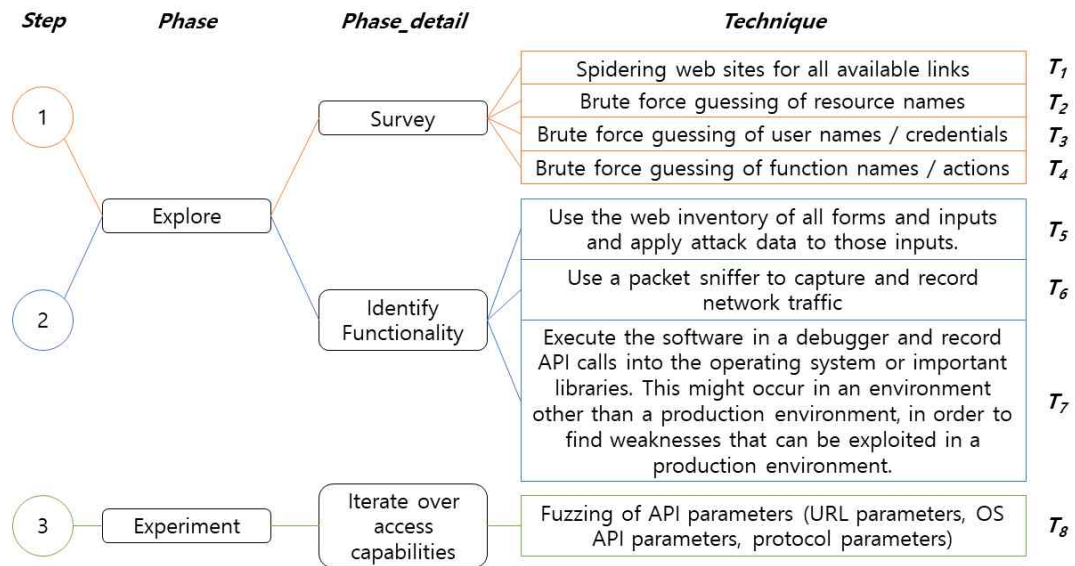 Step Phase Phase_detail Technique
1
Explore
Survey
Spidering web sites for all available links T1
Brute force guessing of resource names T2
Brute force guessing of user names / credentials T3
Brute force guessing of function names / actions T4
2
Identify
Functionality
Use the web inventory of all forms and inputs
and apply attack data to those inputs.
T5
Use a packet sniffer to capture and record
network traffic
T6
Execute the software in a debugger and record
API calls into the operating system or important
libraries. This might occur in an environment
other than a production environment, in order to
find weaknesses that can be exploited in a
production environment.
T7
3
Experiment
Iterate over
access
capabilities
Fuzzing of API parameters (URL parameters, OS
API parameters, protocol parameters)
T8